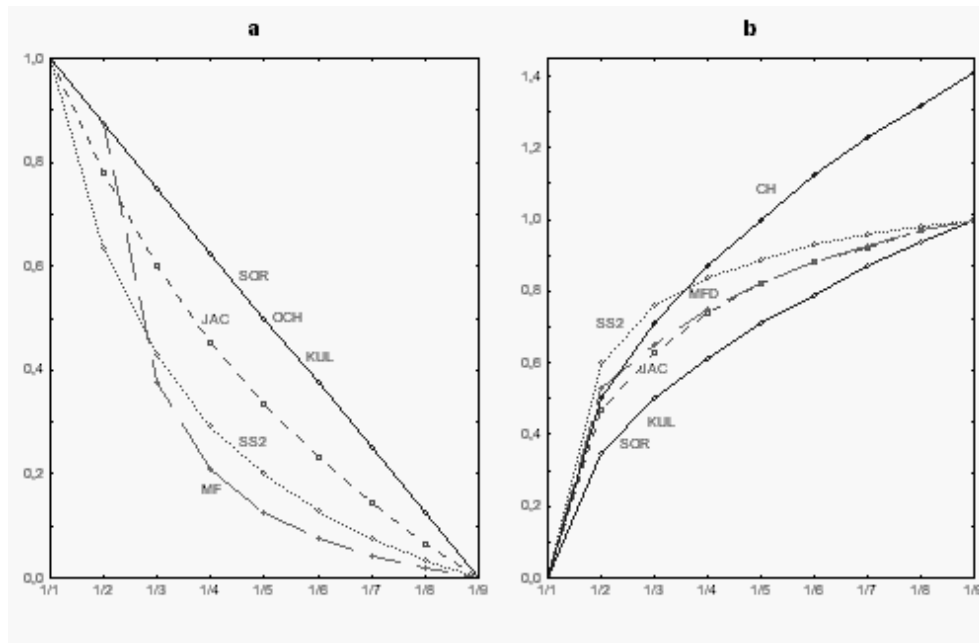 a
1,0
0,8
0,6
0,4
0,2
0,0
SOR
JAC
OCH
KUL
SS2
MF
1/1 1/2 1/3 1/4 1/5 1/6 1/7 1/8 1/9
b
1,4
1,2
1,0
0,8
0,6
0,4
0,2
0,0
CH
MFD
SS2
JAC
KUL
SOR
1/1 1/2 1/3 1/4 1/5 1/6 1/7 1/8 1/9